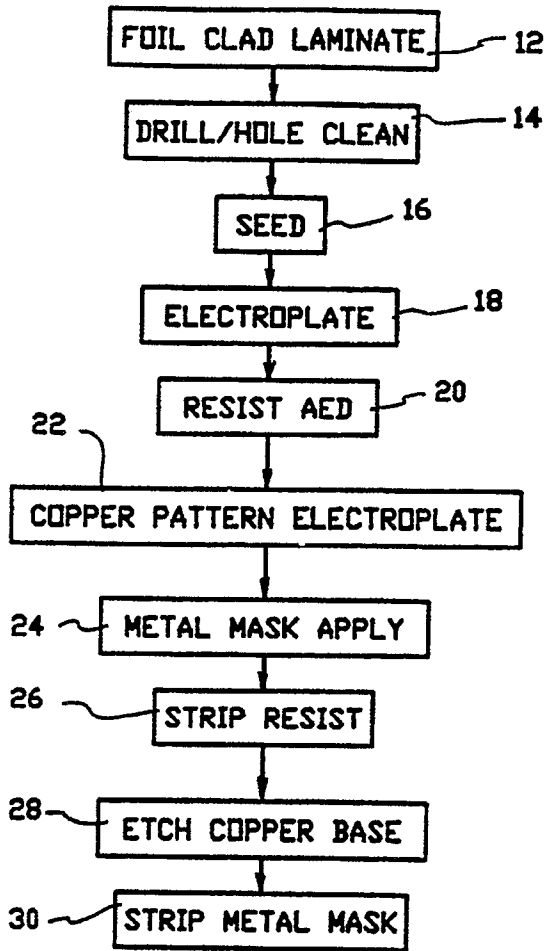 FOIL CLAD LAMINATE 12
DRILL/HOLE CLEAN 14
SEED 16
ELECTROPLATE 18
RESIST AED 20
22
COPPER PATTERN ELECTROPLATE
24 METAL MASK APPLY
26 STRIP RESIST
28 ETCH COPPER BASE
30 STRIP METAL MASK